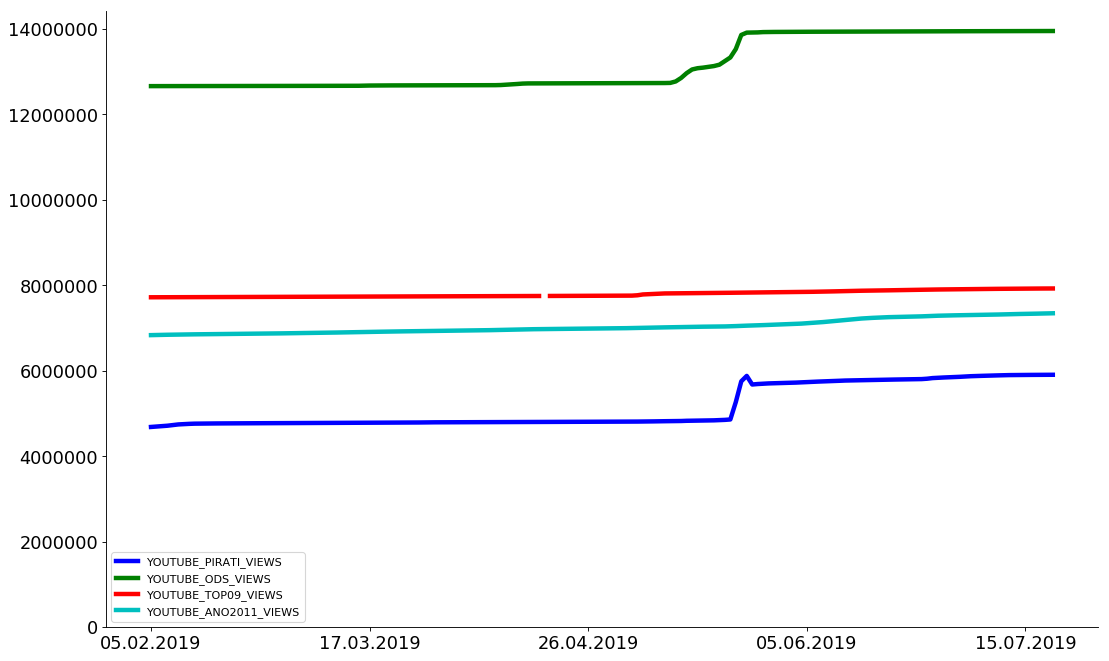 14000000
12000000
10000000
8000000
6000000
4000000
2000000
0
YOUTUBE_PIRATI_VIEWS
YOUTUBE_ODS_VIEWS
YOUTUBE_TOP09_VIEWS
YOUTUBE_ANO2011_VIEWS
05.02.2019 17.03.2019 26.04.2019 05.06.2019 15.07.2019